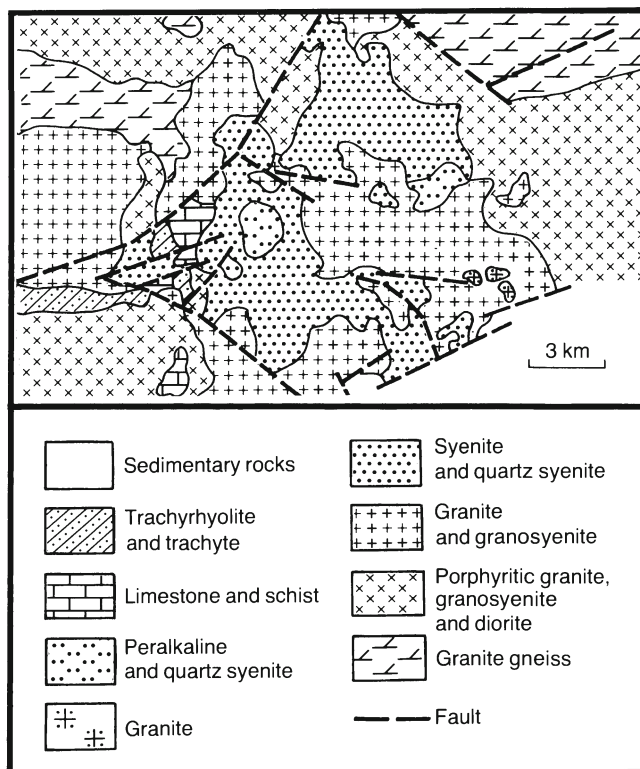 3 km
Sedimentary rocks
Trachyrhyolite
and trachyte
Limestone and schist
Peralkaline
and quartz syenite
Granite
Syenite
and quartz syenite
Granite
and granosyenite
Porphyritic granite,
granosyenite
and diorite
Granite gneiss
Fault